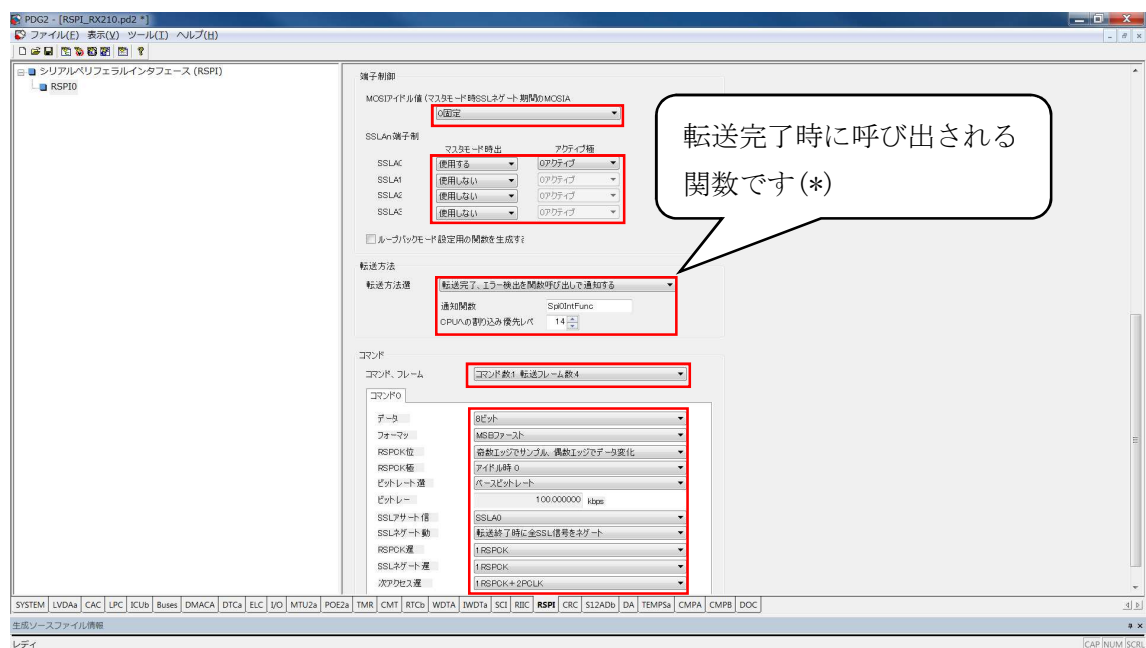 PDG2 - [RSPI_RX210.pd2 *]
ファイル(F) 表示(V) ツール(T) ヘルプ(H)
シリアルペリフェラルインタフェース (RSPI)
RSPI0
端子制御
MOSIアイドル値 (マスタモード時SSLネゲート期間のMOSIA
0固定
SSLAn端子制
マスタモード時出 アクティブ極
SSLAC 使用する 0アクティブ
SSLA1 使用しない 0アクティブ
SSLA2 使用しない 0アクティブ
SSLA3 使用しない 0アクティブ
ループバックモード設定用の関数を生成する
転送方法
転送方法選 転送完了、エラー検出を関数呼び出しで通知する
通知関数 Spi0IntFunc
CPUへの割り込み優先レベ 14
転送完了時に呼び出される
関数です(*)
コマンド
コマンド、フレーム コマンド数:1 転送フレーム数:4
コマンド0
データ 8ビット
フォーマッ MSBファースト
RSPCK位 奇数エッジでサンプル、偶数エッジでデータ変化
RSPCK極 アイドル時 0
ビットレート選 ベースビットレート
ビットレー 100.000000 kbps
SSLアサート信 SSLA0
SSLネゲート動 転送終了時に全SSL信号をネゲート
RSPCK遅 1 RSPCK
SSLネゲート遅 1 RSPCK
次アクセス遅 1 RSPCK+2PCLK
SYSTEM LVDAa CAC LPC ICUb Buses DMACA DTCa ELC I/O MTU2a POE2a TMR CMT RTCb WDTA IWDTa SCI RIIC RSPI CRC S12ADb DA TEMPSa CMPA CMPB DOC
生成ソースファイル情報
レディ
CAP NUM SCRL